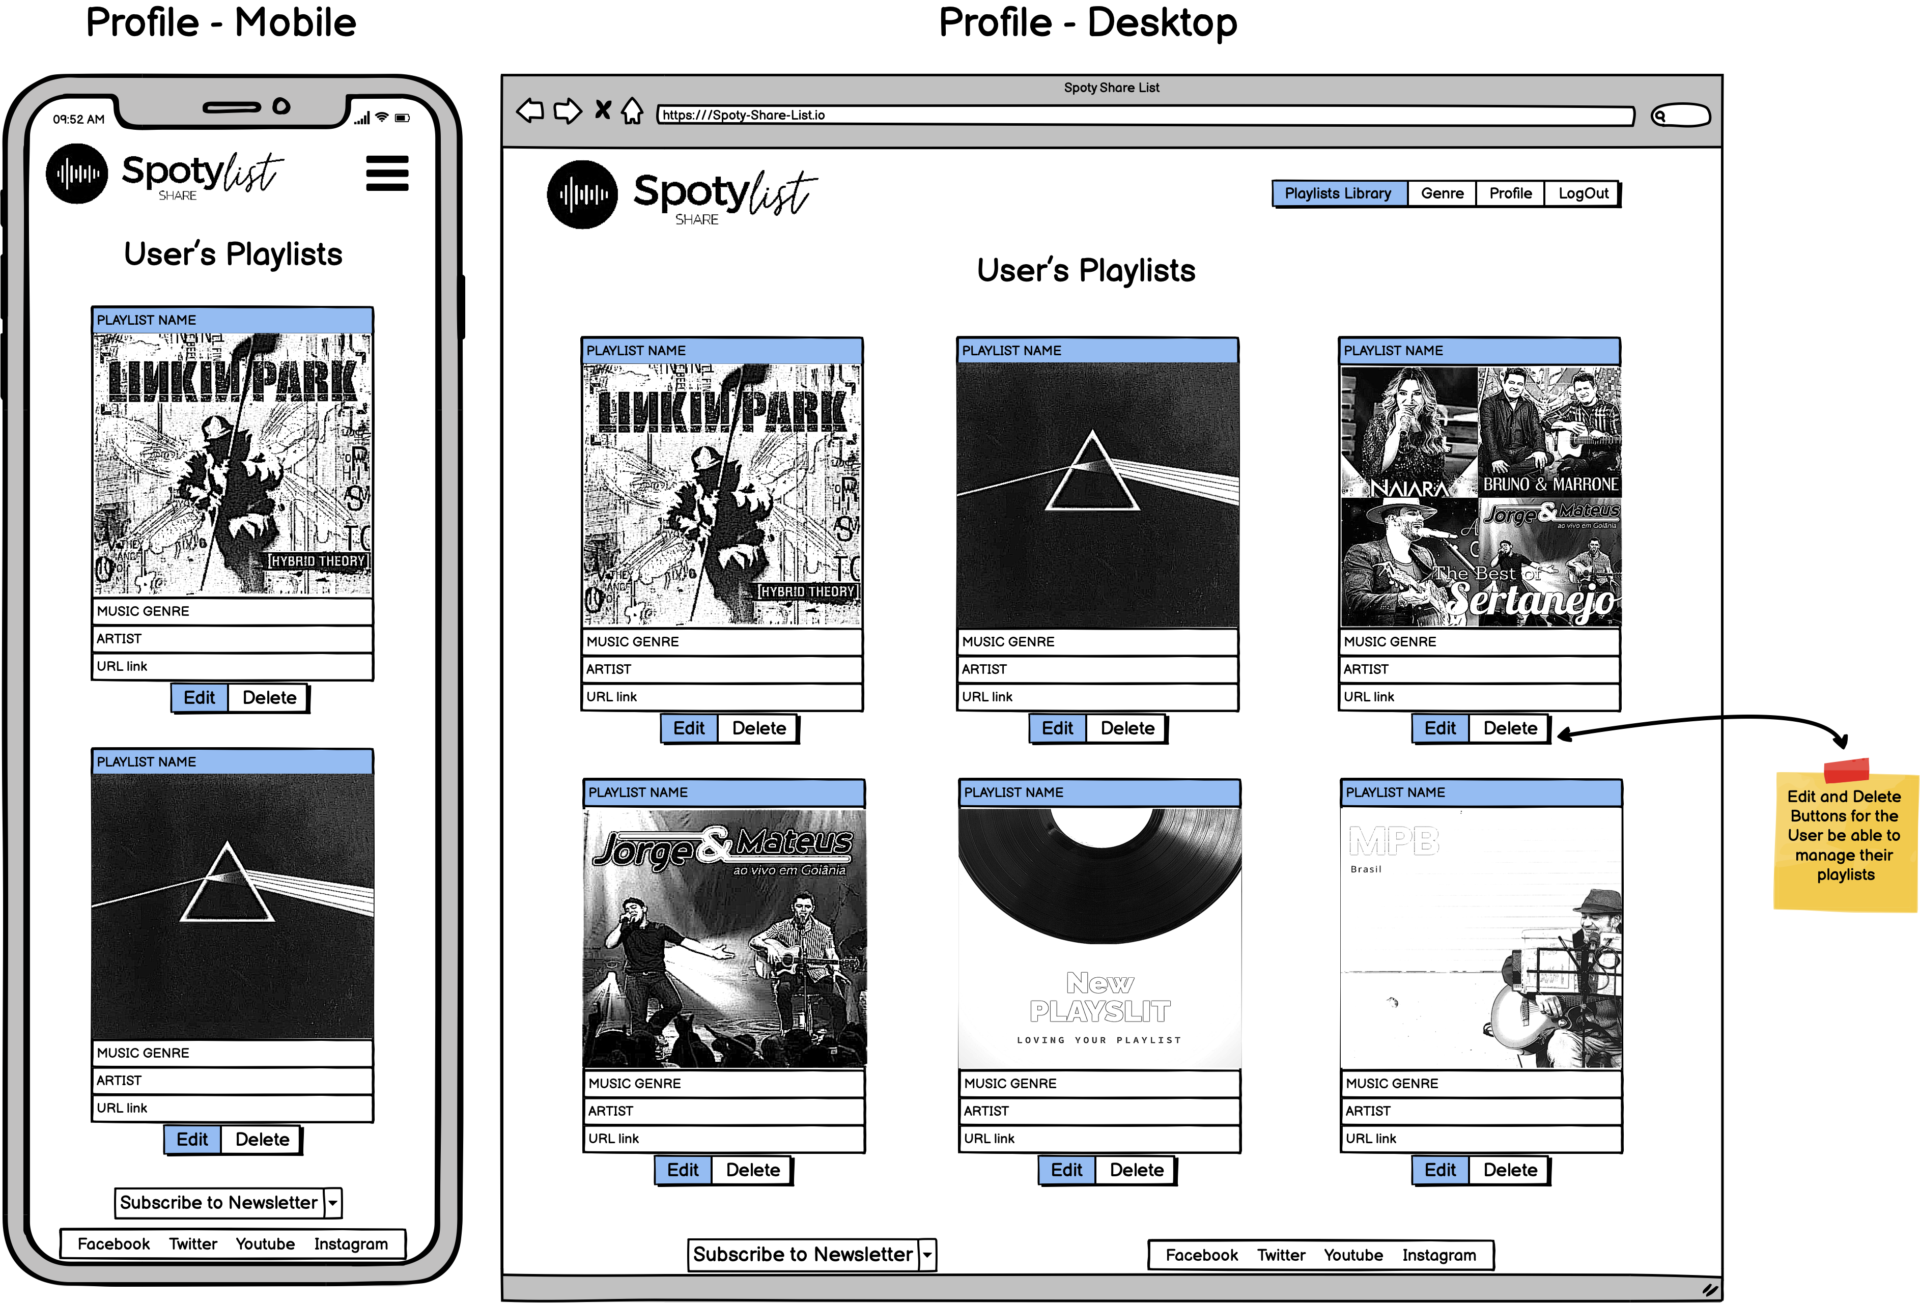 Profile - Mobile
09:52 AM
Spotylist
SHARE
User's Playlists
PLAYLIST NAME
LINKIN PARK
[HYBRID THEORY]
MUSIC GENRE
ARTIST
URL link
Edit Delete
PLAYLIST NAME
MUSIC GENRE
ARTIST
URL link
Edit Delete
Subscribe to Newsletter
Facebook Twitter Youtube Instagram
Profile - Desktop
Spoty Share List
https:///Spoty-Share-List.io
Spotylist
SHARE
Playlists Library Genre Profile LogOut
User's Playlists
PLAYLIST NAME
LINKIN PARK
[HYBRID THEORY]
MUSIC GENRE
ARTIST
URL link
Edit Delete
PLAYLIST NAME
MUSIC GENRE
ARTIST
URL link
Edit Delete
PLAYLIST NAME
NAIARA
BRUNO & MARRONE
Jorge & Mateus
ao vivo em Goiânia
The Best of
Sertanejo
MUSIC GENRE
ARTIST
URL link
Edit Delete
PLAYLIST NAME
Jorge & Mateus
ao vivo em Goiânia
MUSIC GENRE
ARTIST
URL link
Edit Delete
PLAYLIST NAME
New
PLAYSLIT
LOVING YOUR PLAYLIST
MUSIC GENRE
ARTIST
URL link
Edit Delete
PLAYLIST NAME
MPB
Brasil
MUSIC GENRE
ARTIST
URL link
Edit Delete
Subscribe to Newsletter
Facebook Twitter Youtube Instagram
Edit and Delete
Buttons for the
User be able to
manage their
playlists